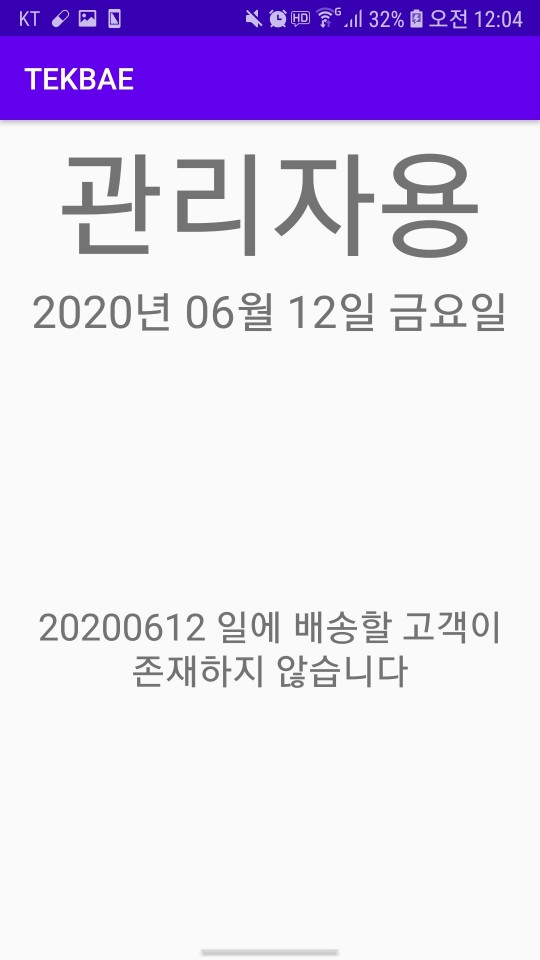 KT HD G 32% 오전 12:04
TEKBAE
관리자용
2020년 06월 12일 금요일
20200612 일에 배송할 고객이
존재하지 않습니다